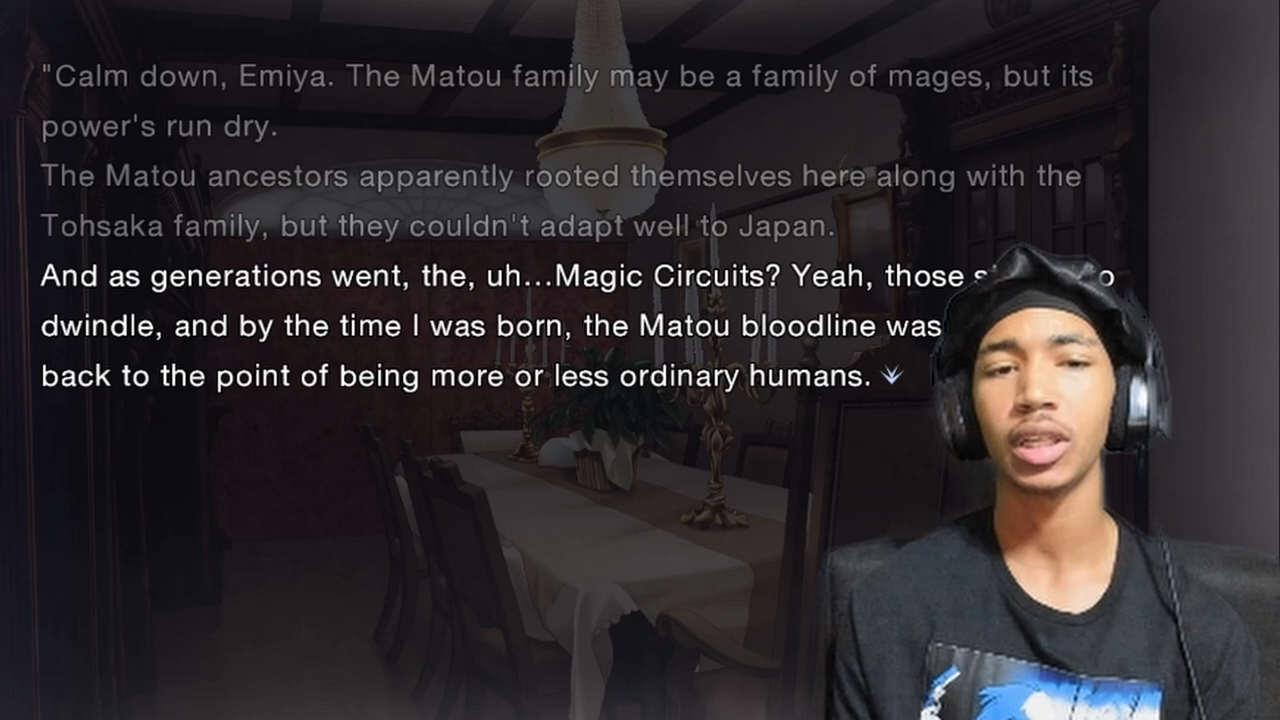 "Calm down, Emiya. The Matou family may be a family of mages, but its
power's run dry.
The Matou ancestors apparently rooted themselves here along with the
Tohsaka family, but they couldn't adapt well to Japan.
And as generations went, the, uh...Magic Circuits? Yeah, those
dwindle, and by the time I was born, the Matou bloodline was
back to the point of being more or less ordinary humans.